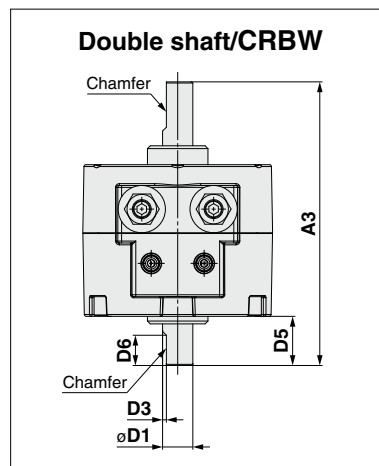 Double shaft/CRBW
Chamfer
A3
D5
D6
Chamfer
D3
øD1